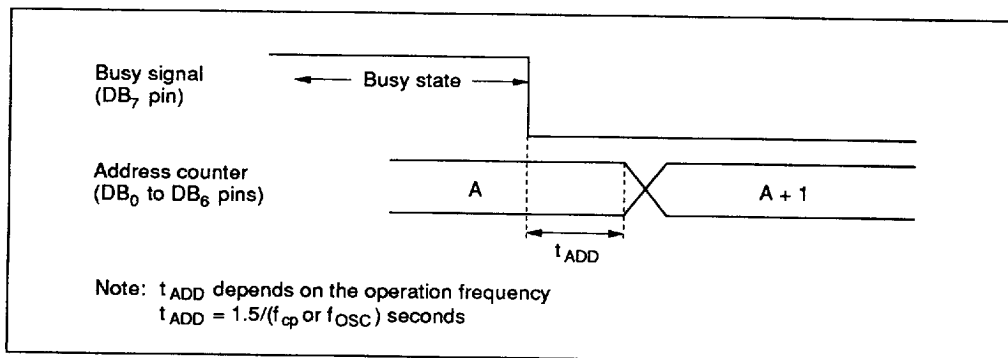 Busy signal
(DB7 pin)
Busy state
Address counter
(DB0 to DB6 pins)
A
A + 1
tADD
Note: tADD depends on the operation frequency
tADD = 1.5/(fcp or fOSC) seconds